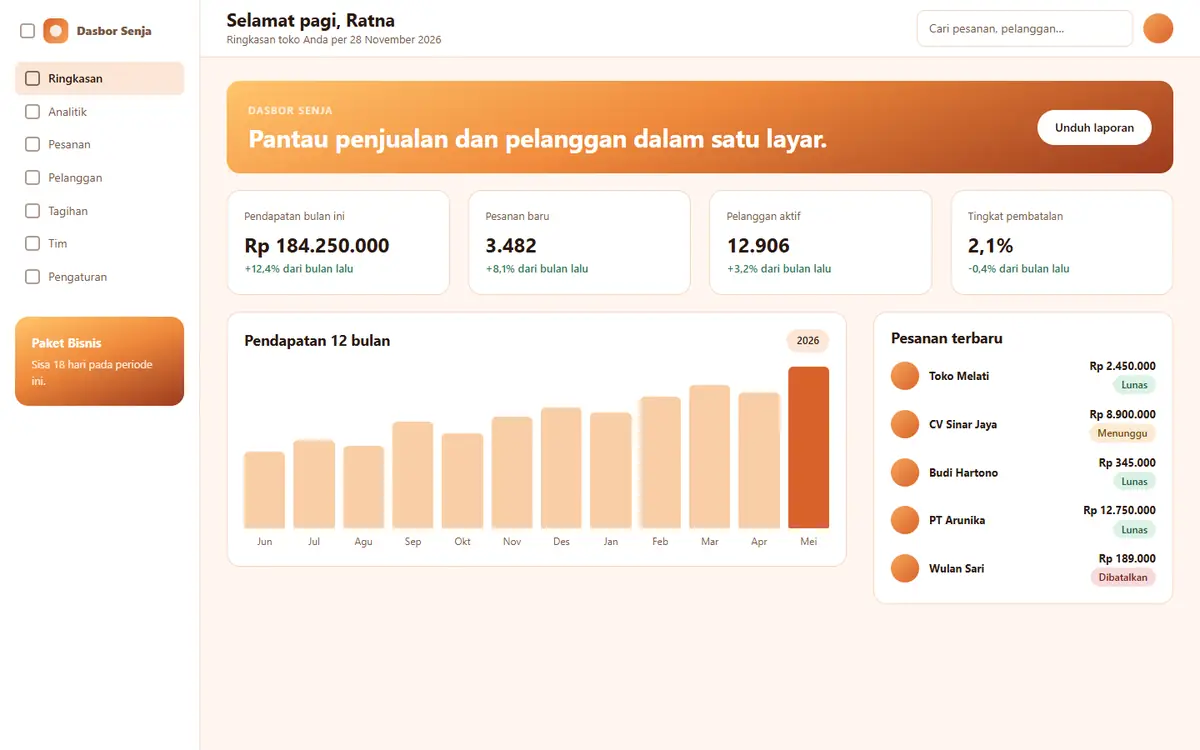 Dasbor Senja
Ringkasan
Analitik
Pesanan
Pelanggan
Tagihan
Tim
Pengaturan
Paket Bisnis
Sisa 18 hari pada periode
ini.
Selamat pagi, Ratna
Ringkasan toko Anda per 28 November 2026
Cari pesanan, pelanggan...
DASBOR SENJA
Pantau penjualan dan pelanggan dalam satu layar.
Unduh laporan
Pendapatan bulan ini
Rp 184.250.000
+12,4% dari bulan lalu
Pesanan baru
3.482
+8,1% dari bulan lalu
Pelanggan aktif
12.906
+3,2% dari bulan lalu
Tingkat pembatalan
2,1%
-0,4% dari bulan lalu
Pendapatan 12 bulan
2026
Jun Jul Agu Sep Okt Nov Des Jan Feb Mar Apr Mei
Pesanan terbaru
Toko Melati
Rp 2.450.000
Lunas
CV Sinar Jaya
Rp 8.900.000
Menunggu
Budi Hartono
Rp 345.000
Lunas
PT Arunika
Rp 12.750.000
Lunas
Wulan Sari
Rp 189.000
Dibatalkan